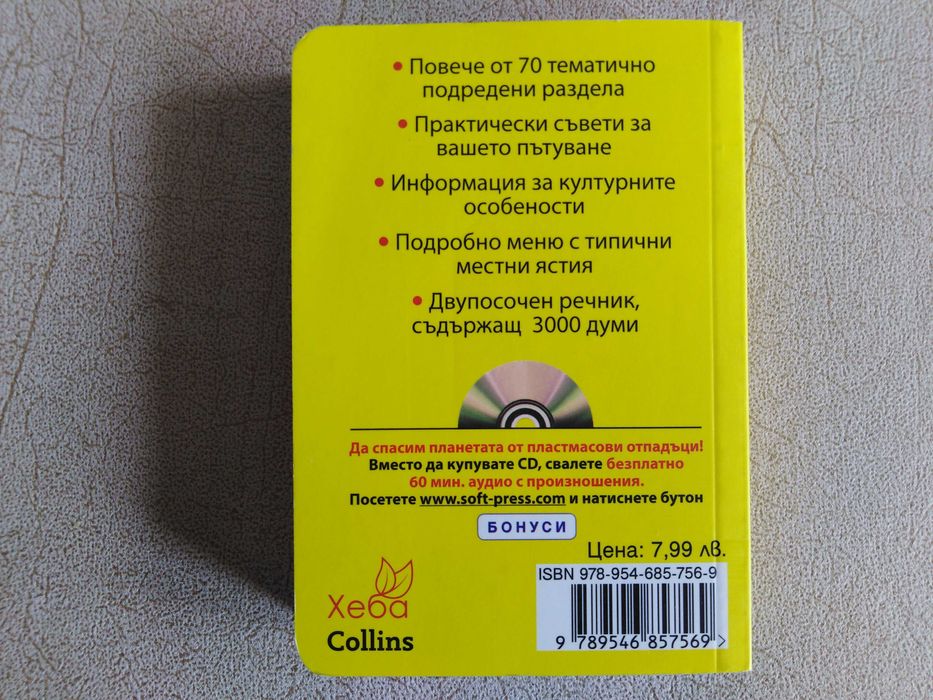 • Повече от 70 тематично
подредени раздела
• Практически съвети за
вашето пътуване
• Информация за културните
особености
• Подробно меню с типични
местни ястия
• Двупосочен речник,
съдържащ 3000 думи
Да спасим планетата от пластмасови отпадъци!
Вместо да купувате CD, свалете безплатно
60 мин. аудио с произношения.
Посетете www.soft-press.com и натиснете бутон
БОНУСИ
Цена: 7,99 лв.
ISBN 978-954-685-756-9
9 789546 857569 >
Хеба
Collins